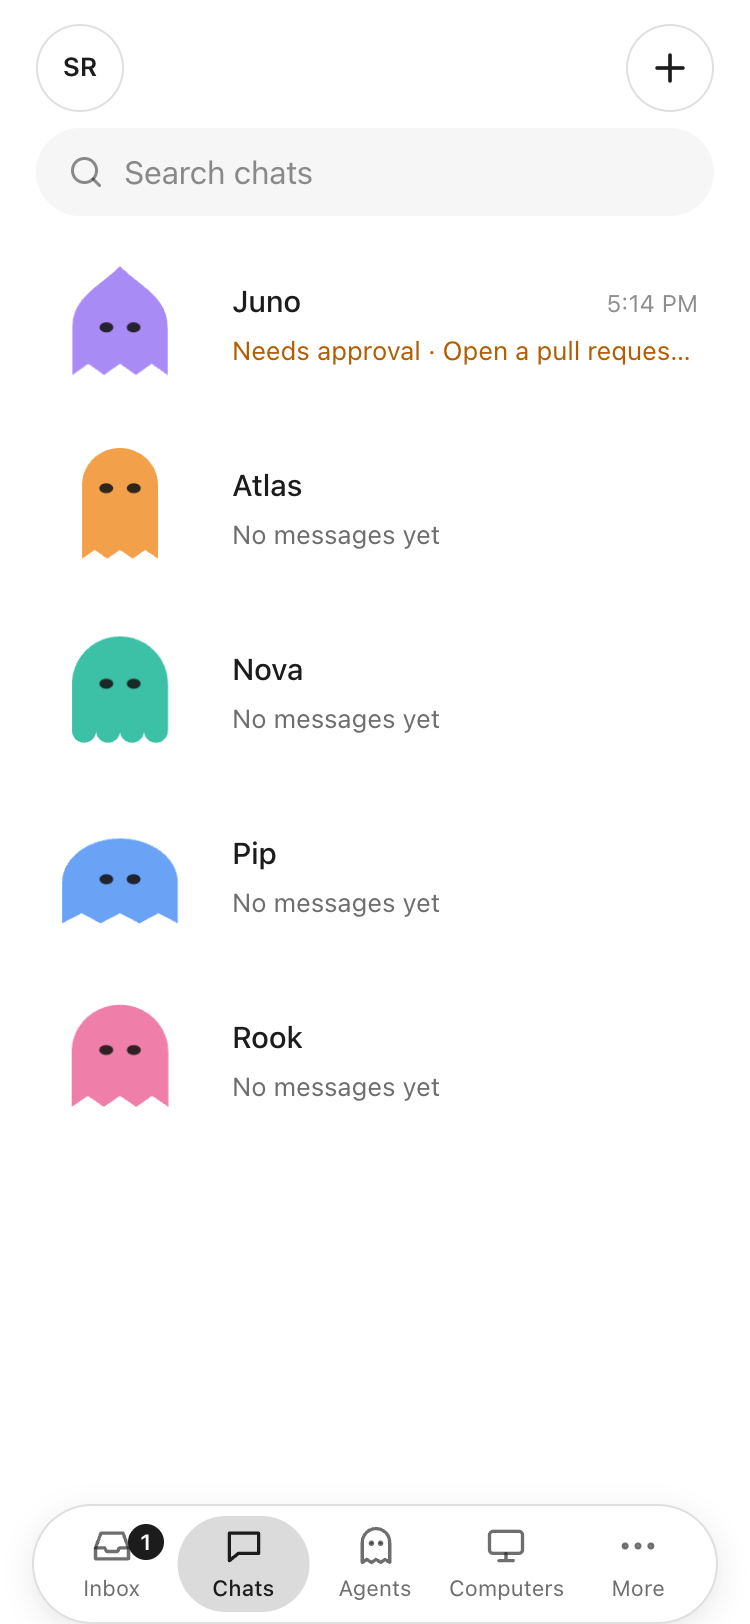 SR
Search chats
Juno
5:14 PM
Needs approval · Open a pull reques...
Atlas
No messages yet
Nova
No messages yet
Pip
No messages yet
Rook
No messages yet
1
Inbox
Chats
Agents
Computers
More